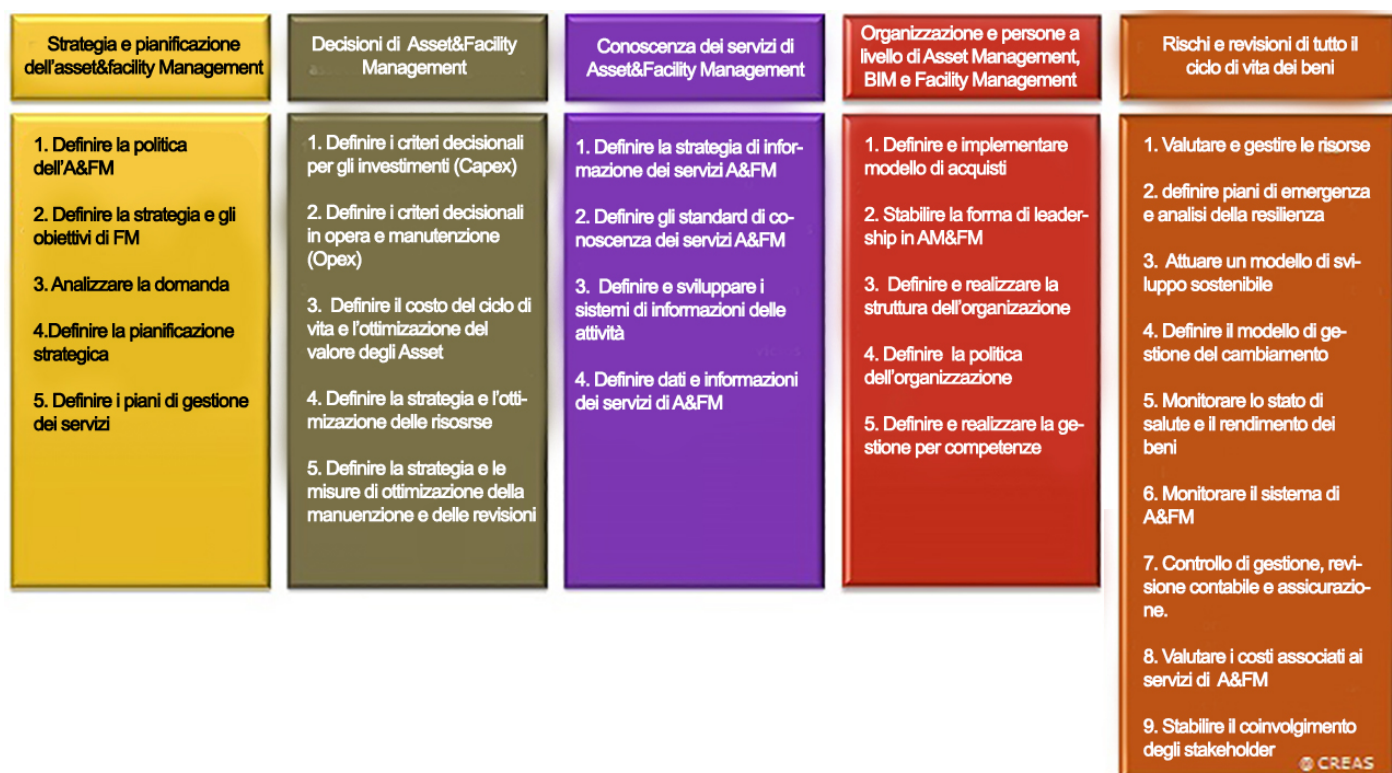 Strategia e pianificazione
dell'asset&facility Management
1. Definire la politica
dell'A&FM
2. Definire la strategia e gli
obiettivi di FM
3. Analizzare la domanda
4.Definire la pianificazione
strategica
5. Definire i piani di gestione
dei servizi
Decisioni di Asset&Facility
Management
1. Definire i criteri decisionali
per gli investimenti (Capex)
2. Definire i criteri decisionali
in opera e manutenzione
(Opex)
3. Definire il costo del ciclo di
vita e l'ottimizazione del
valore degli Asset
4. Definire la strategia e l'otti-
mizazione delle risosrse
5. Definire la strategia e le
misure di ottimizazione della
manuenzione e delle revisioni
Conoscenza dei servizi di
Asset&Facility Management
1. Definire la strategia di infor-
mazione dei servizi A&FM
2. Definire gli standard di co-
noscenza dei servizi A&FM
3. Definire e sviluppare i
sistemi di informazioni delle
attività
4. Definire dati e informazioni
dei servizi di A&FM
Organizzazione e persone a
livello di Asset Management,
BIM e Facility Management
1. Definire e implementare
modello di acquisti
2. Stabilire la forma di leader-
ship in AM&FM
3. Definire e realizzare la
struttura dell'organizzazione
4. Definire la politica
dell'organizzazione
5. Definire e realizzare la ge-
stione per competenze
Rischi e revisioni di tutto il
ciclo di vita dei beni
1. Valutare e gestire le risorse
2. definire piani di emergenza
e analisi della resilienza
3. Attuare un modello di svi-
luppo sostenibile
4. Definire il modello di ge-
stione del cambiamento
5. Monitorare lo stato di
salute e il rendimento dei
beni
6. Monitorare il sistema di
A&FM
7. Controllo di gestione, revi-
sione contabile e assicurazio-
ne.
8. Valutare i costi associati ai
servizi di A&FM
9. Stabilire il coinvolgimento
degli stakeholder
@ CREAS